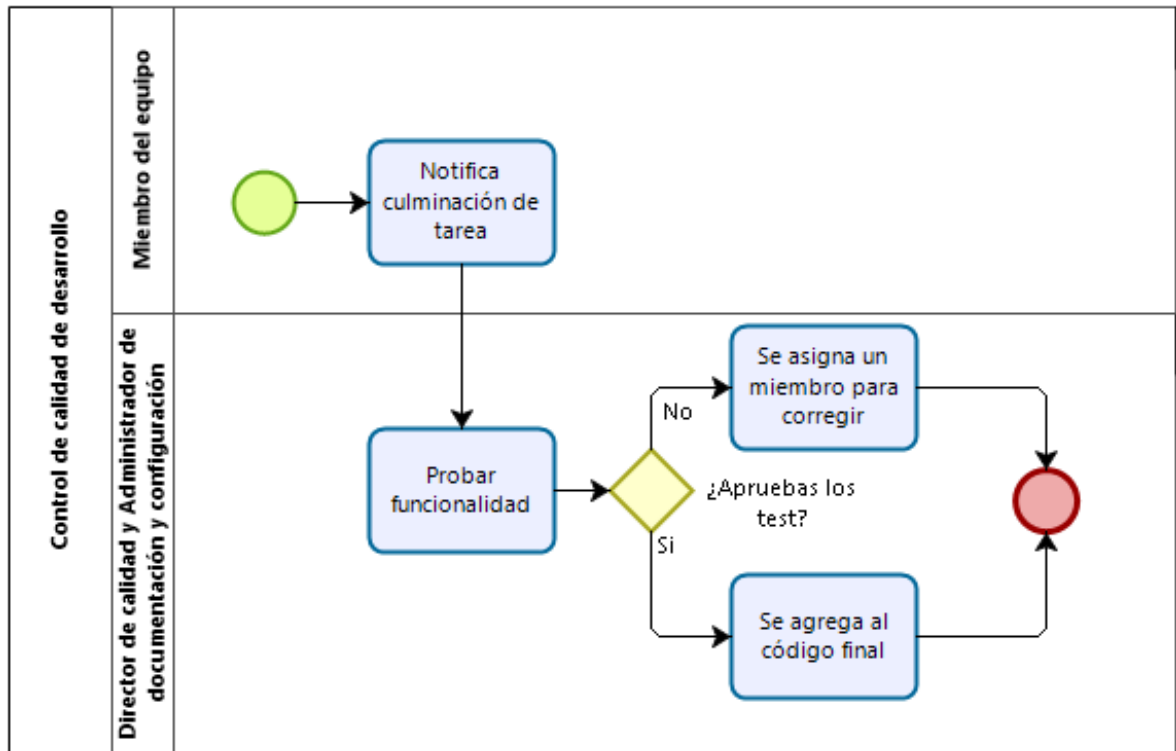 Control de calidad de desarrollo
Miembro del equipo
Notifica
culminación de
tarea
Director de calidad y Administrador de
documentación y configuración
Probar
funcionalidad
¿Apruebas los
test?
No
Se asigna un
miembro para
corregir
Si
Se agrega al
código final